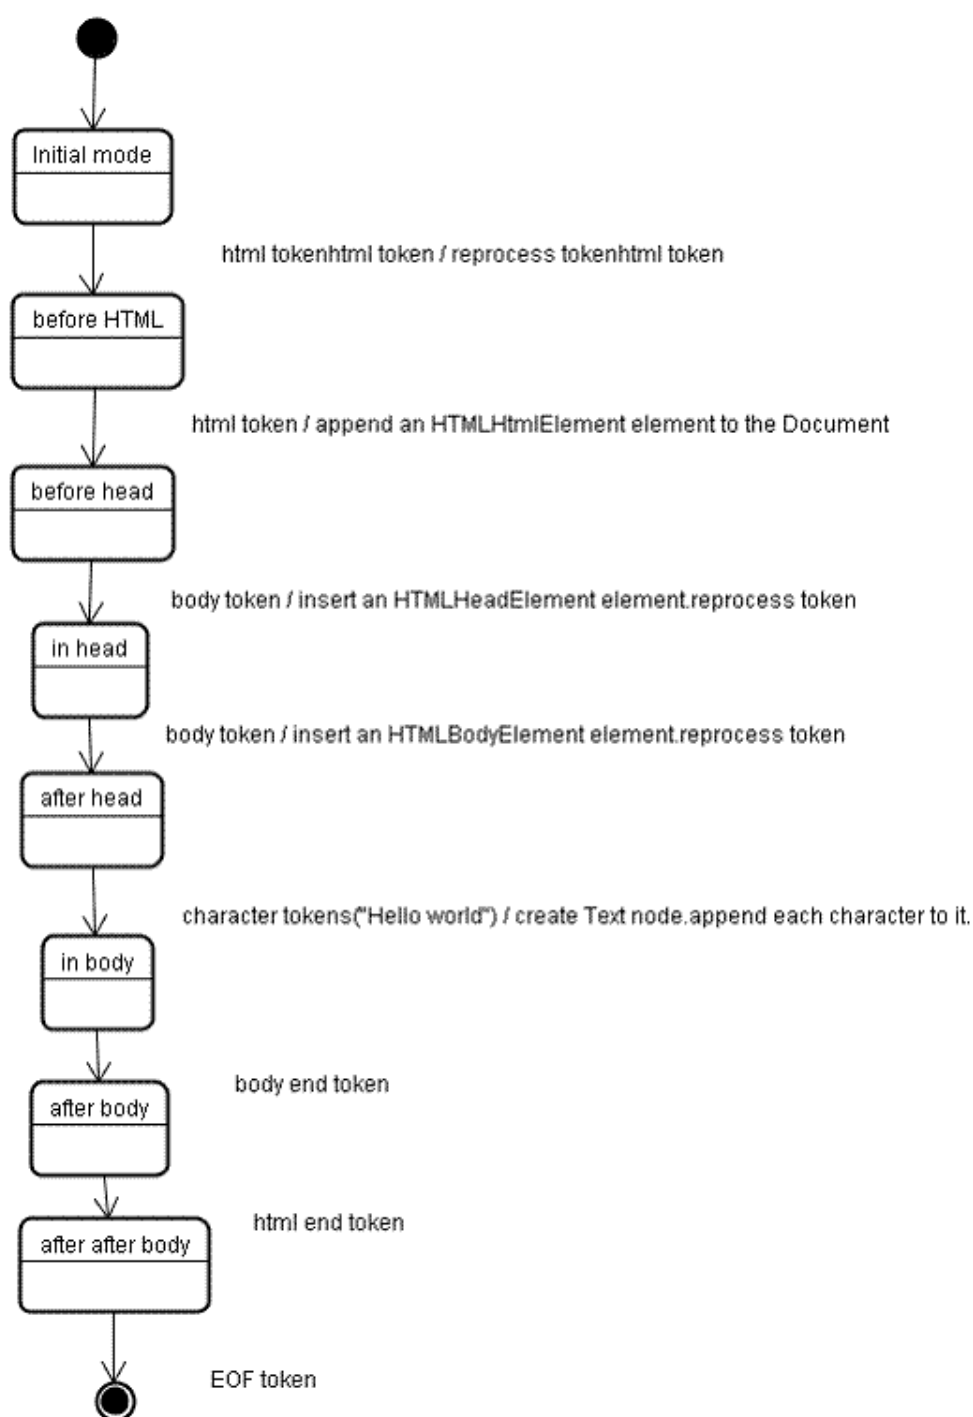 Initial mode
html tokenhtml token / reprocess tokenhtml token
before HTML
html token / append an HTMLHtmlElement element to the Document
before head
body token / insert an HTMLHeadElement element.reprocess token
in head
body token / insert an HTMLBodyElement element.reprocess token
after head
character tokens("Hello world") / create Text node.append each character to it.
in body
body end token
after body
html end token
after after body
EOF token